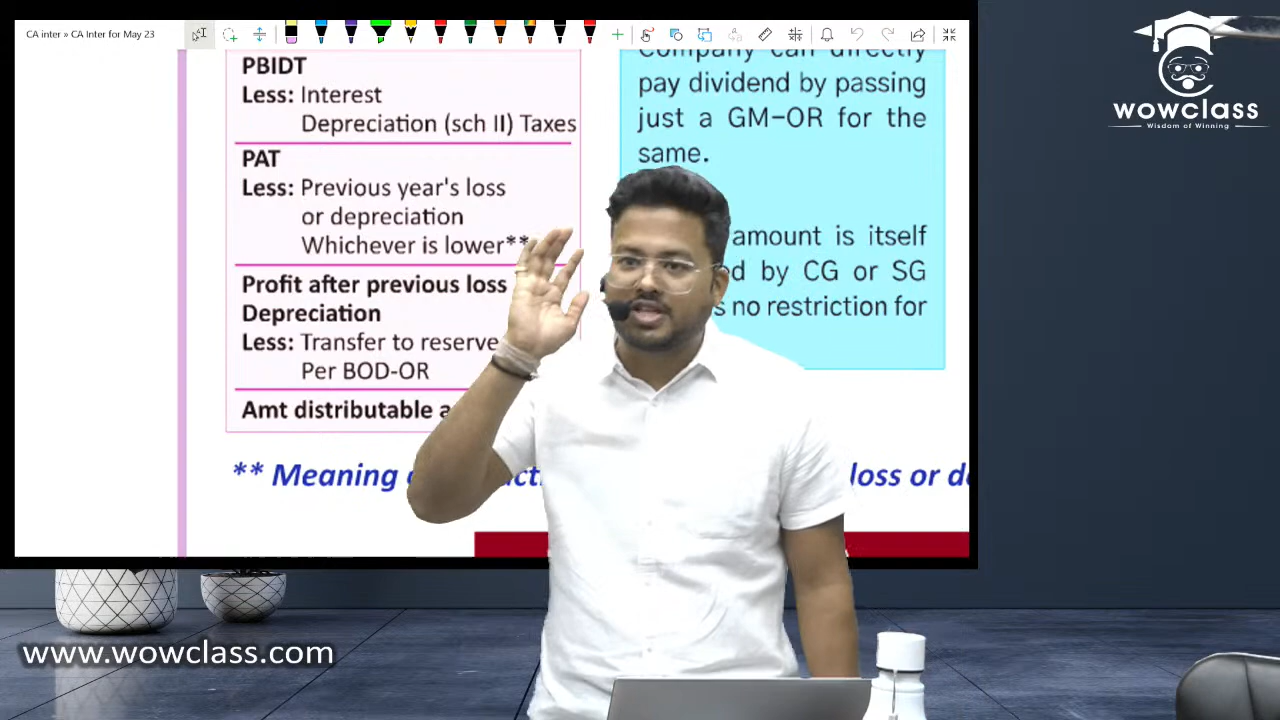 CA inter » CA Inter for May 23
PBIDT
Less: Interest
Depreciation (sch II) Taxes
PAT
Less: Previous year's loss
or depreciation
Whichever is lower**
Profit after previous loss
Depreciation
Less: Transfer to reserve
Per BOD-OR
Amt distributable
Company can directly
pay dividend by passing
just a GM-OR for the
same.
amount is itself
by CG or SG
no restriction for
** Meaning
loss or
wowclass
Wisdom of Winning
www.wowclass.com